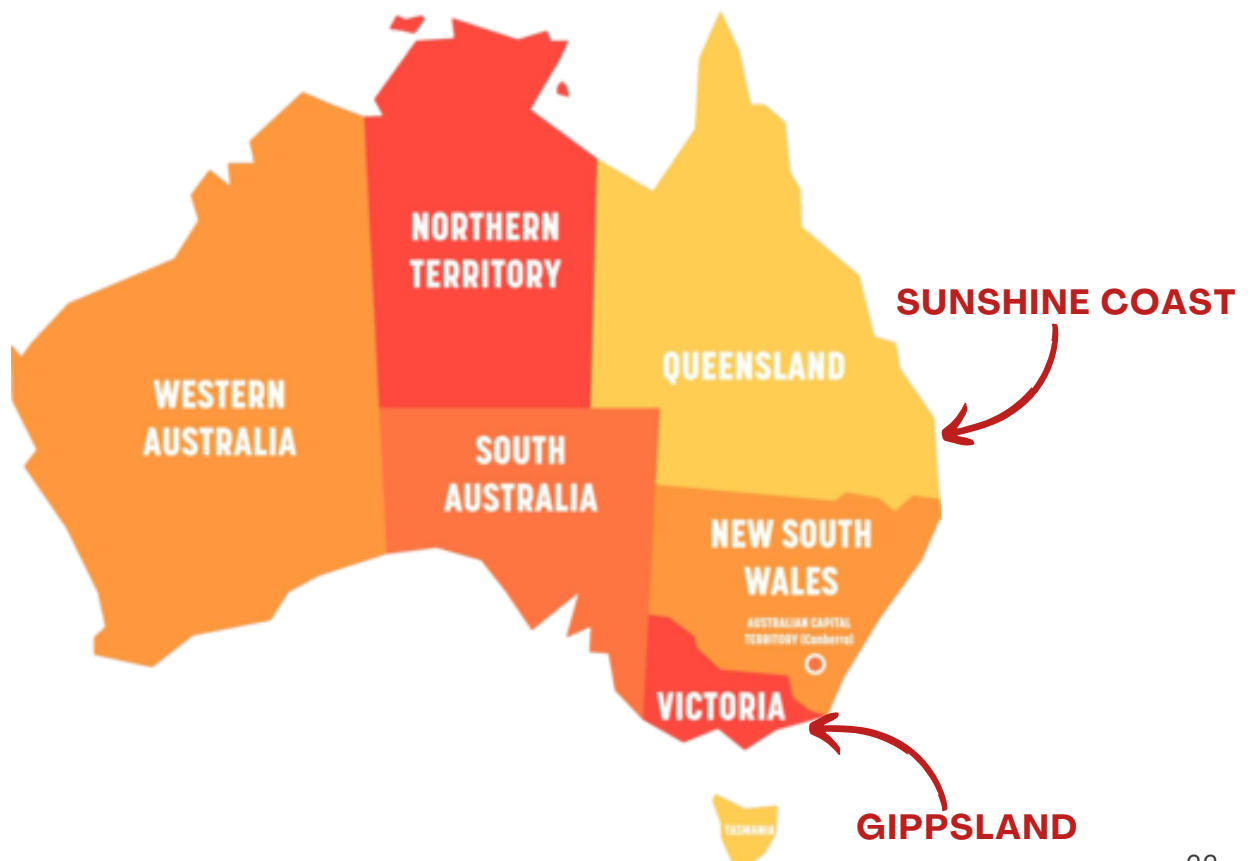 NORTHERN
TERRITORY
SUNSHINE COAST
QUEENSLAND
WESTERN
AUSTRALIA
SOUTH
AUSTRALIA
NEW SOUTH
WALES
AUSTRALIAN CAPITAL
TERRITORY (Canberra)
VICTORIA
TASMANIA
GIPPSLAND